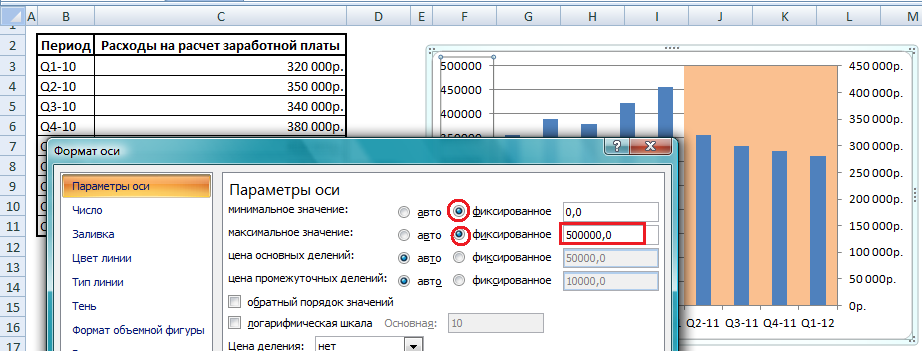 A B C D E F G H I J K L M
1
2 Период Расходы на расчет заработной платы
3 Q1-10 320 000р.
4 Q2-10 350 000р.
5 Q3-10 340 000р.
6 Q4-10 380 000р.
7
8
9
10
11
12
13
14
15
16
17
500000
450000
400000
350000
450 000р.
400 000р.
350 000р.
300 000р.
250 000р.
200 000р.
150 000р.
100 000р.
50 000р.
0р.
Q2-11 Q3-11 Q4-11 Q1-12
Формат оси
Параметры оси
Число
Заливка
Цвет линии
Тип линии
Тень
Формат объемной фигуры
Параметры оси
минимальное значение: авто фиксированное 0,0
максимальное значение: авто фиксированное 500000,0
цена основных делений: авто фиксированное 50000,0
цена промежуточных делений: авто фиксированное 10000,0
обратный порядок значений
логарифмическая шкала Основная: 10
Цена деления: нет